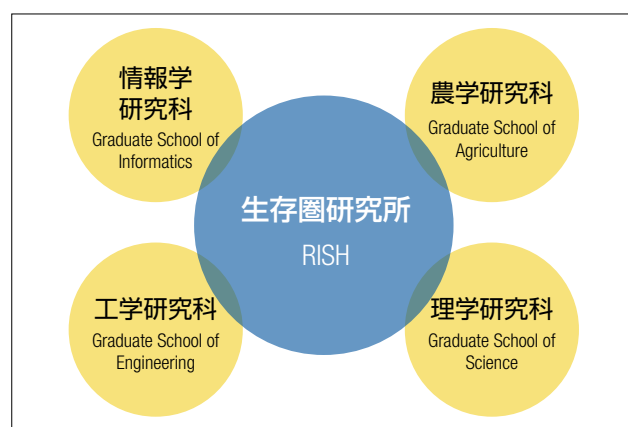 情報学
研究科
Graduate School of
Informatics
農学研究科
Graduate School of
Agriculture
生存圏研究所
RISH
工学研究科
Graduate School of
Engineering
理学研究科
Graduate School of
Science